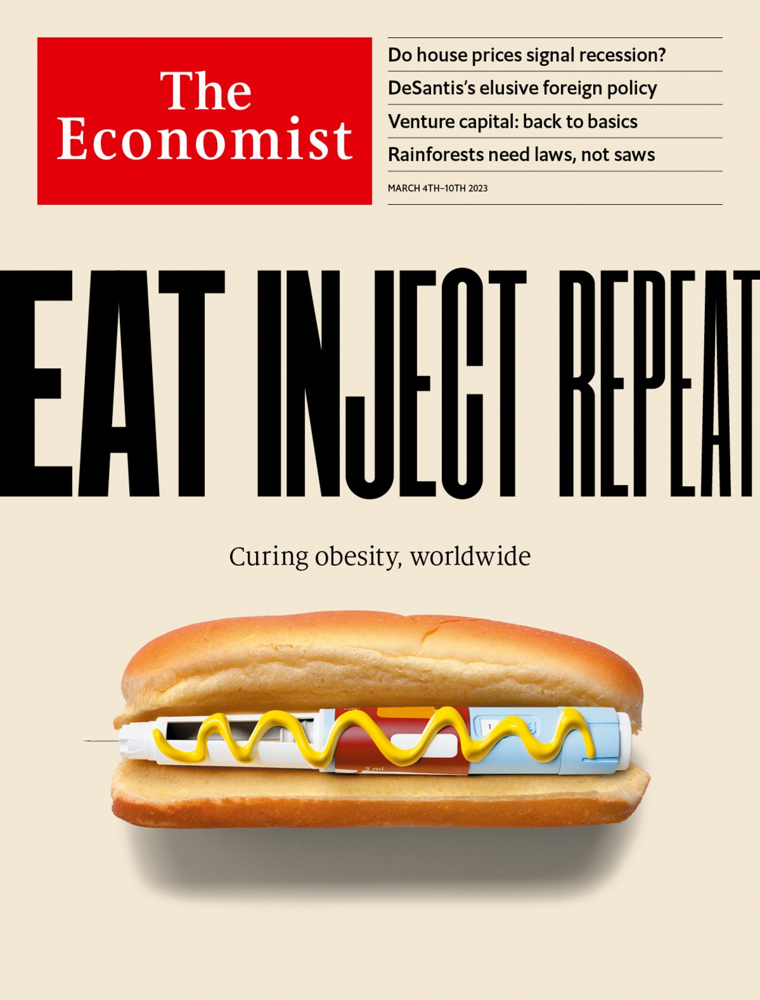 The
Economist
Do house prices signal recession?
DeSantis's elusive foreign policy
Venture capital: back to basics
Rainforests need laws, not saws
MARCH 4TH–10TH 2023
EAT INJECT REPEAT
Curing obesity, worldwide
1
3 ml